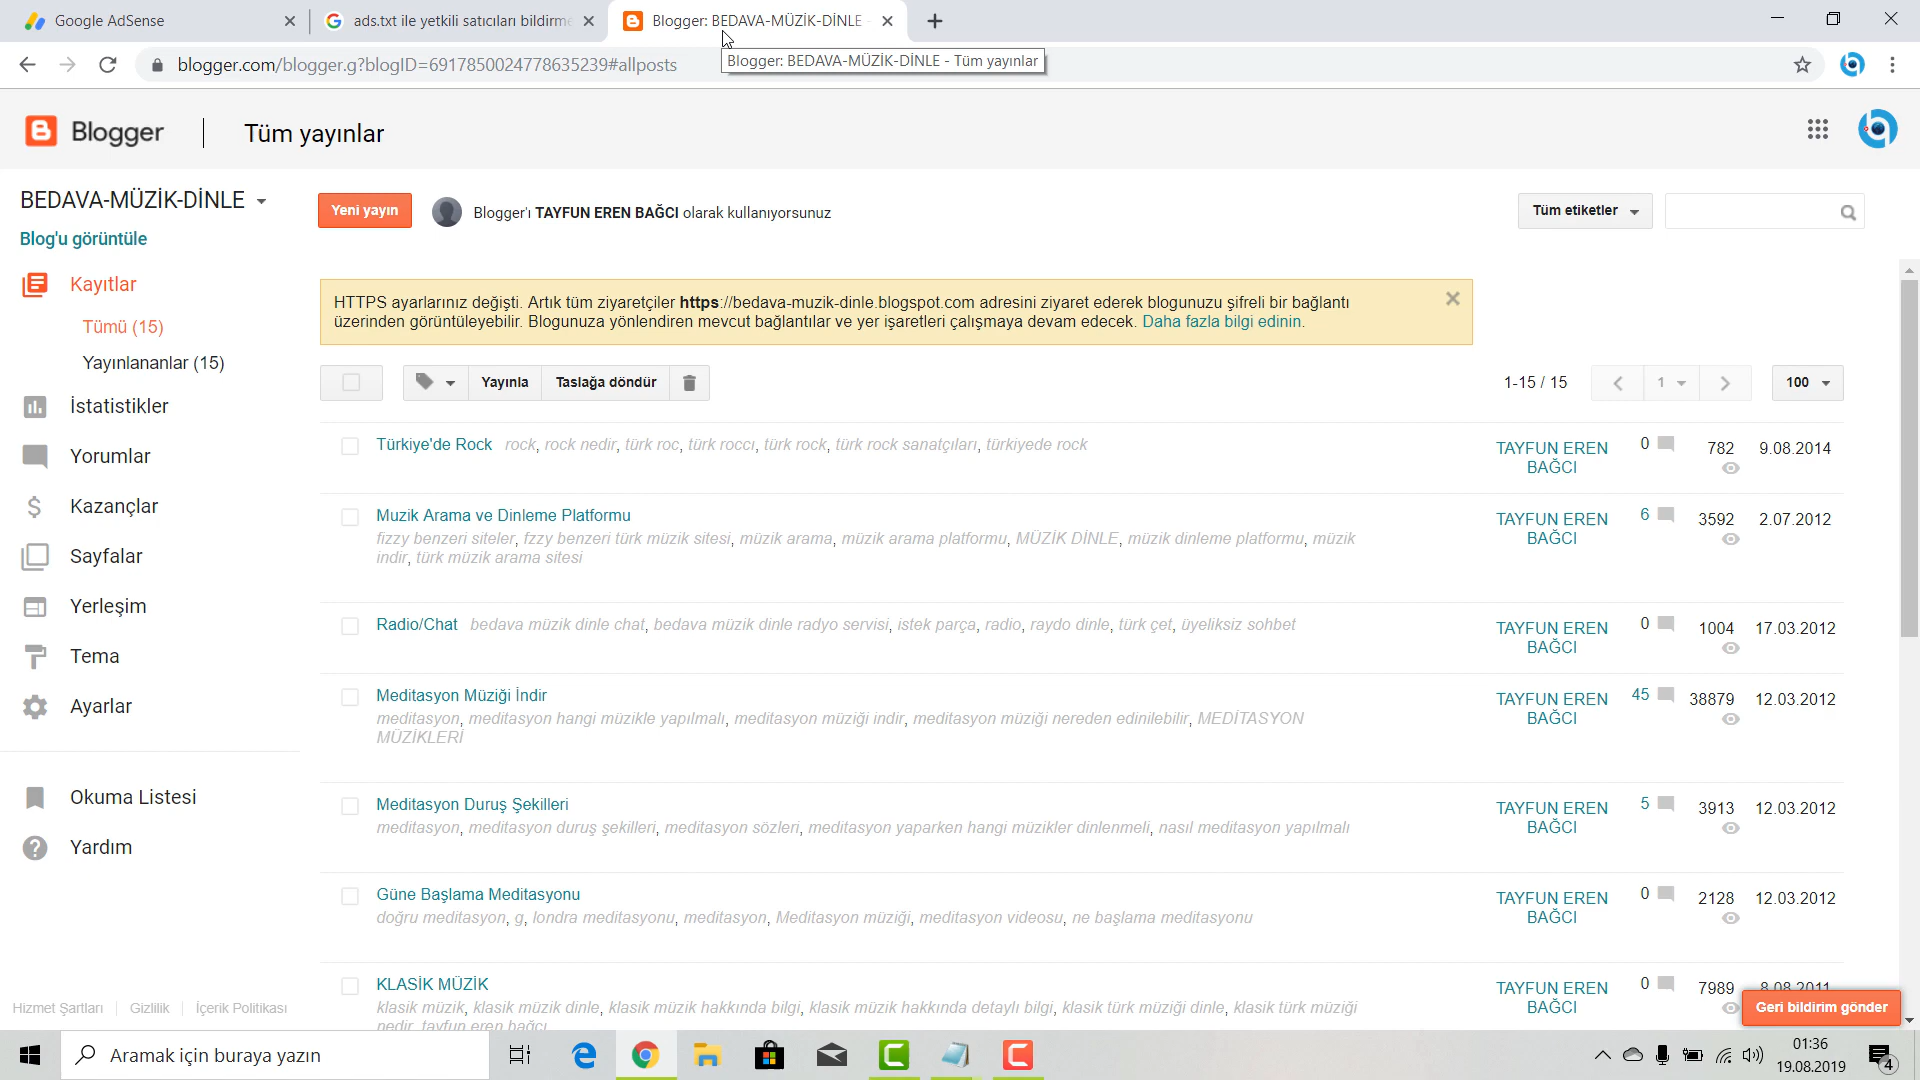 Google AdSense
ads.txt ile yetkili satıcıları bildirme
Blogger: BEDAVA-MÜZİK-DİNLE -
blogger.com/blogger.g?blogID=6917850024778635239#allposts
Blogger: BEDAVA-MÜZİK-DİNLE - Tüm yayınlar
Blogger
Tüm yayınlar
BEDAVA-MÜZİK-DİNLE
Blog'u görüntüle
Kayıtlar
Tümü (15)
Yayınlananlar (15)
İstatistikler
Yorumlar
Kazançlar
Sayfalar
Yerleşim
Tema
Ayarlar
Okuma Listesi
Yardım
Hizmet Şartları
Gizlilik
İçerik Politikası
Yeni yayın
Blogger'ı TAYFUN EREN BAĞCI olarak kullanıyorsunuz
Tüm etiketler
HTTPS ayarlarınız değişti. Artık tüm ziyaretçiler https://bedava-muzik-dinle.blogspot.com adresini ziyaret ederek blogunuzu şifreli bir bağlantı
üzerinden görüntüleyebilir. Blogunuza yönlendiren mevcut bağlantılar ve yer işaretleri çalışmaya devam edecek. Daha fazla bilgi edinin.
Yayınla
Taslağa döndür
1-15 / 15
1
100
Türkiye'de Rock rock, rock nedir, türk roc, türk roccı, türk rock, türk rock sanatçıları, türkiyede rock
TAYFUN EREN
BAĞCI
0
782
9.08.2014
Muzik Arama ve Dinleme Platformu
fizzy benzeri siteler, fzzy benzeri türk müzik sitesi, müzik arama, müzik arama platformu, MÜZİK DİNLE, müzik dinleme platformu, müzik
indir, türk müzik arama sitesi
TAYFUN EREN
BAĞCI
6
3592
2.07.2012
Radio/Chat bedava müzik dinle chat, bedava müzik dinle radyo servisi, istek parça, radio, raydo dinle, türk çet, üyeliksiz sohbet
TAYFUN EREN
BAĞCI
0
1004
17.03.2012
Meditasyon Müziği İndir
meditasyon, meditasyon hangi müzikle yapılmalı, meditasyon müziği indir, meditasyon müziği nereden edinilebilir, MEDİTASYON
MÜZİKLERİ
TAYFUN EREN
BAĞCI
45
38879
12.03.2012
Meditasyon Duruş Şekilleri
meditasyon, meditasyon duruş şekilleri, meditasyon sözleri, meditasyon yaparken hangi müzikler dinlenmeli, nasıl meditasyon yapılmalı
TAYFUN EREN
BAĞCI
5
3913
12.03.2012
Güne Başlama Meditasyonu
doğru meditasyon, g, londra meditasyonu, meditasyon, Meditasyon müziği, meditasyon videosu, ne başlama meditasyonu
TAYFUN EREN
BAĞCI
0
2128
12.03.2012
KLASİK MÜZİK
klasik müzik, klasik müzik dinle, klasik müzik hakkında bilgi, klasik müzik hakkında detaylı bilgi, klasik türk müziği dinle, klasik türk müziği
nedir, tayfun eren bağcı
TAYFUN EREN
BAĞCI
0
7989
8.08.2011
Geri bildirim gönder
Aramak için buraya yazın
01:36
19.08.2019
4